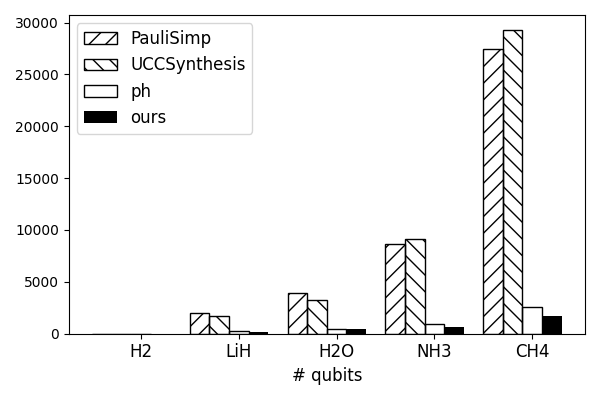 30000
25000
20000
15000
10000
5000
0
PauliSimp
UCCSynthesis
ph
ours
H2 LiH H2O NH3 CH4
# qubits